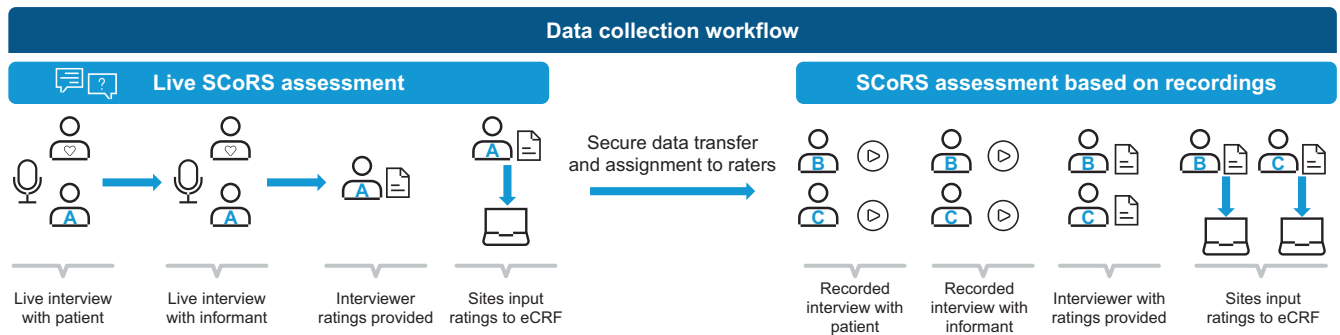 Data collection workflow
Live SCoRS assessment
?
SCoRS assessment based on recordings
A
A
A
A
Secure data transfer
and assignment to raters
B
C
B
C
B
C
B
C
Live interview
with patient
Live interview
with informant
Interviewer
ratings provided
Sites input
ratings to eCRF
Recorded
interview with
patient
Recorded
interview with
informant
Interviewer with
ratings provided
Sites input
ratings to eCRF